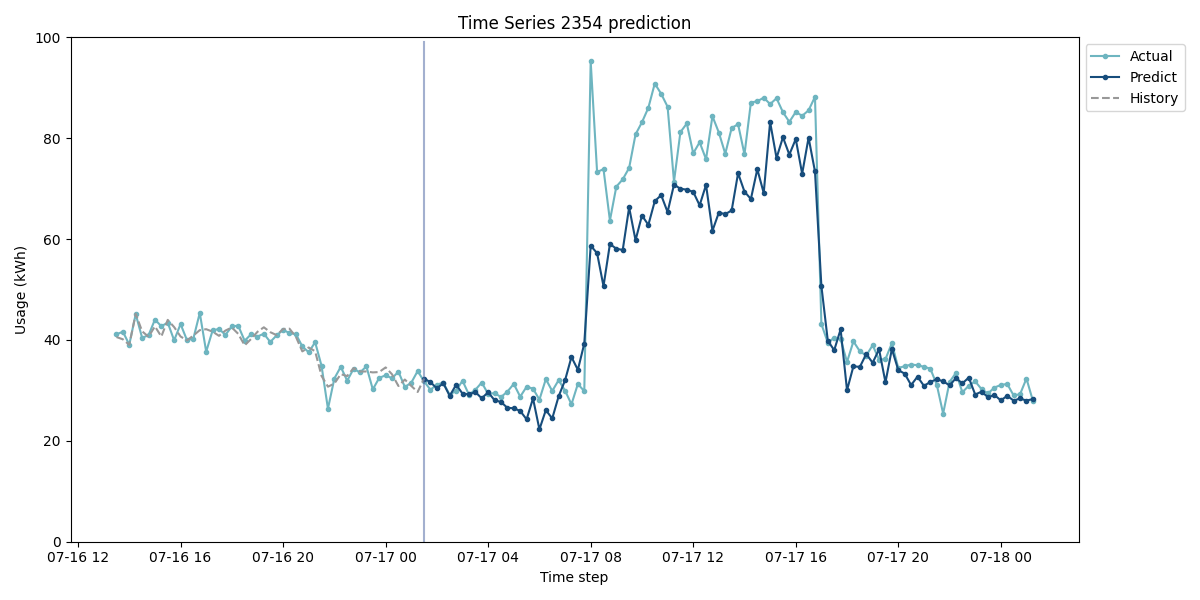 Time Series 2354 prediction
Usage (kWh)
100
80
60
40
20
0
07-16 12
07-16 16
07-16 20
07-17 00
07-17 04
07-17 08
07-17 12
07-17 16
07-17 20
07-18 00
Time step
Actual
Predict
History